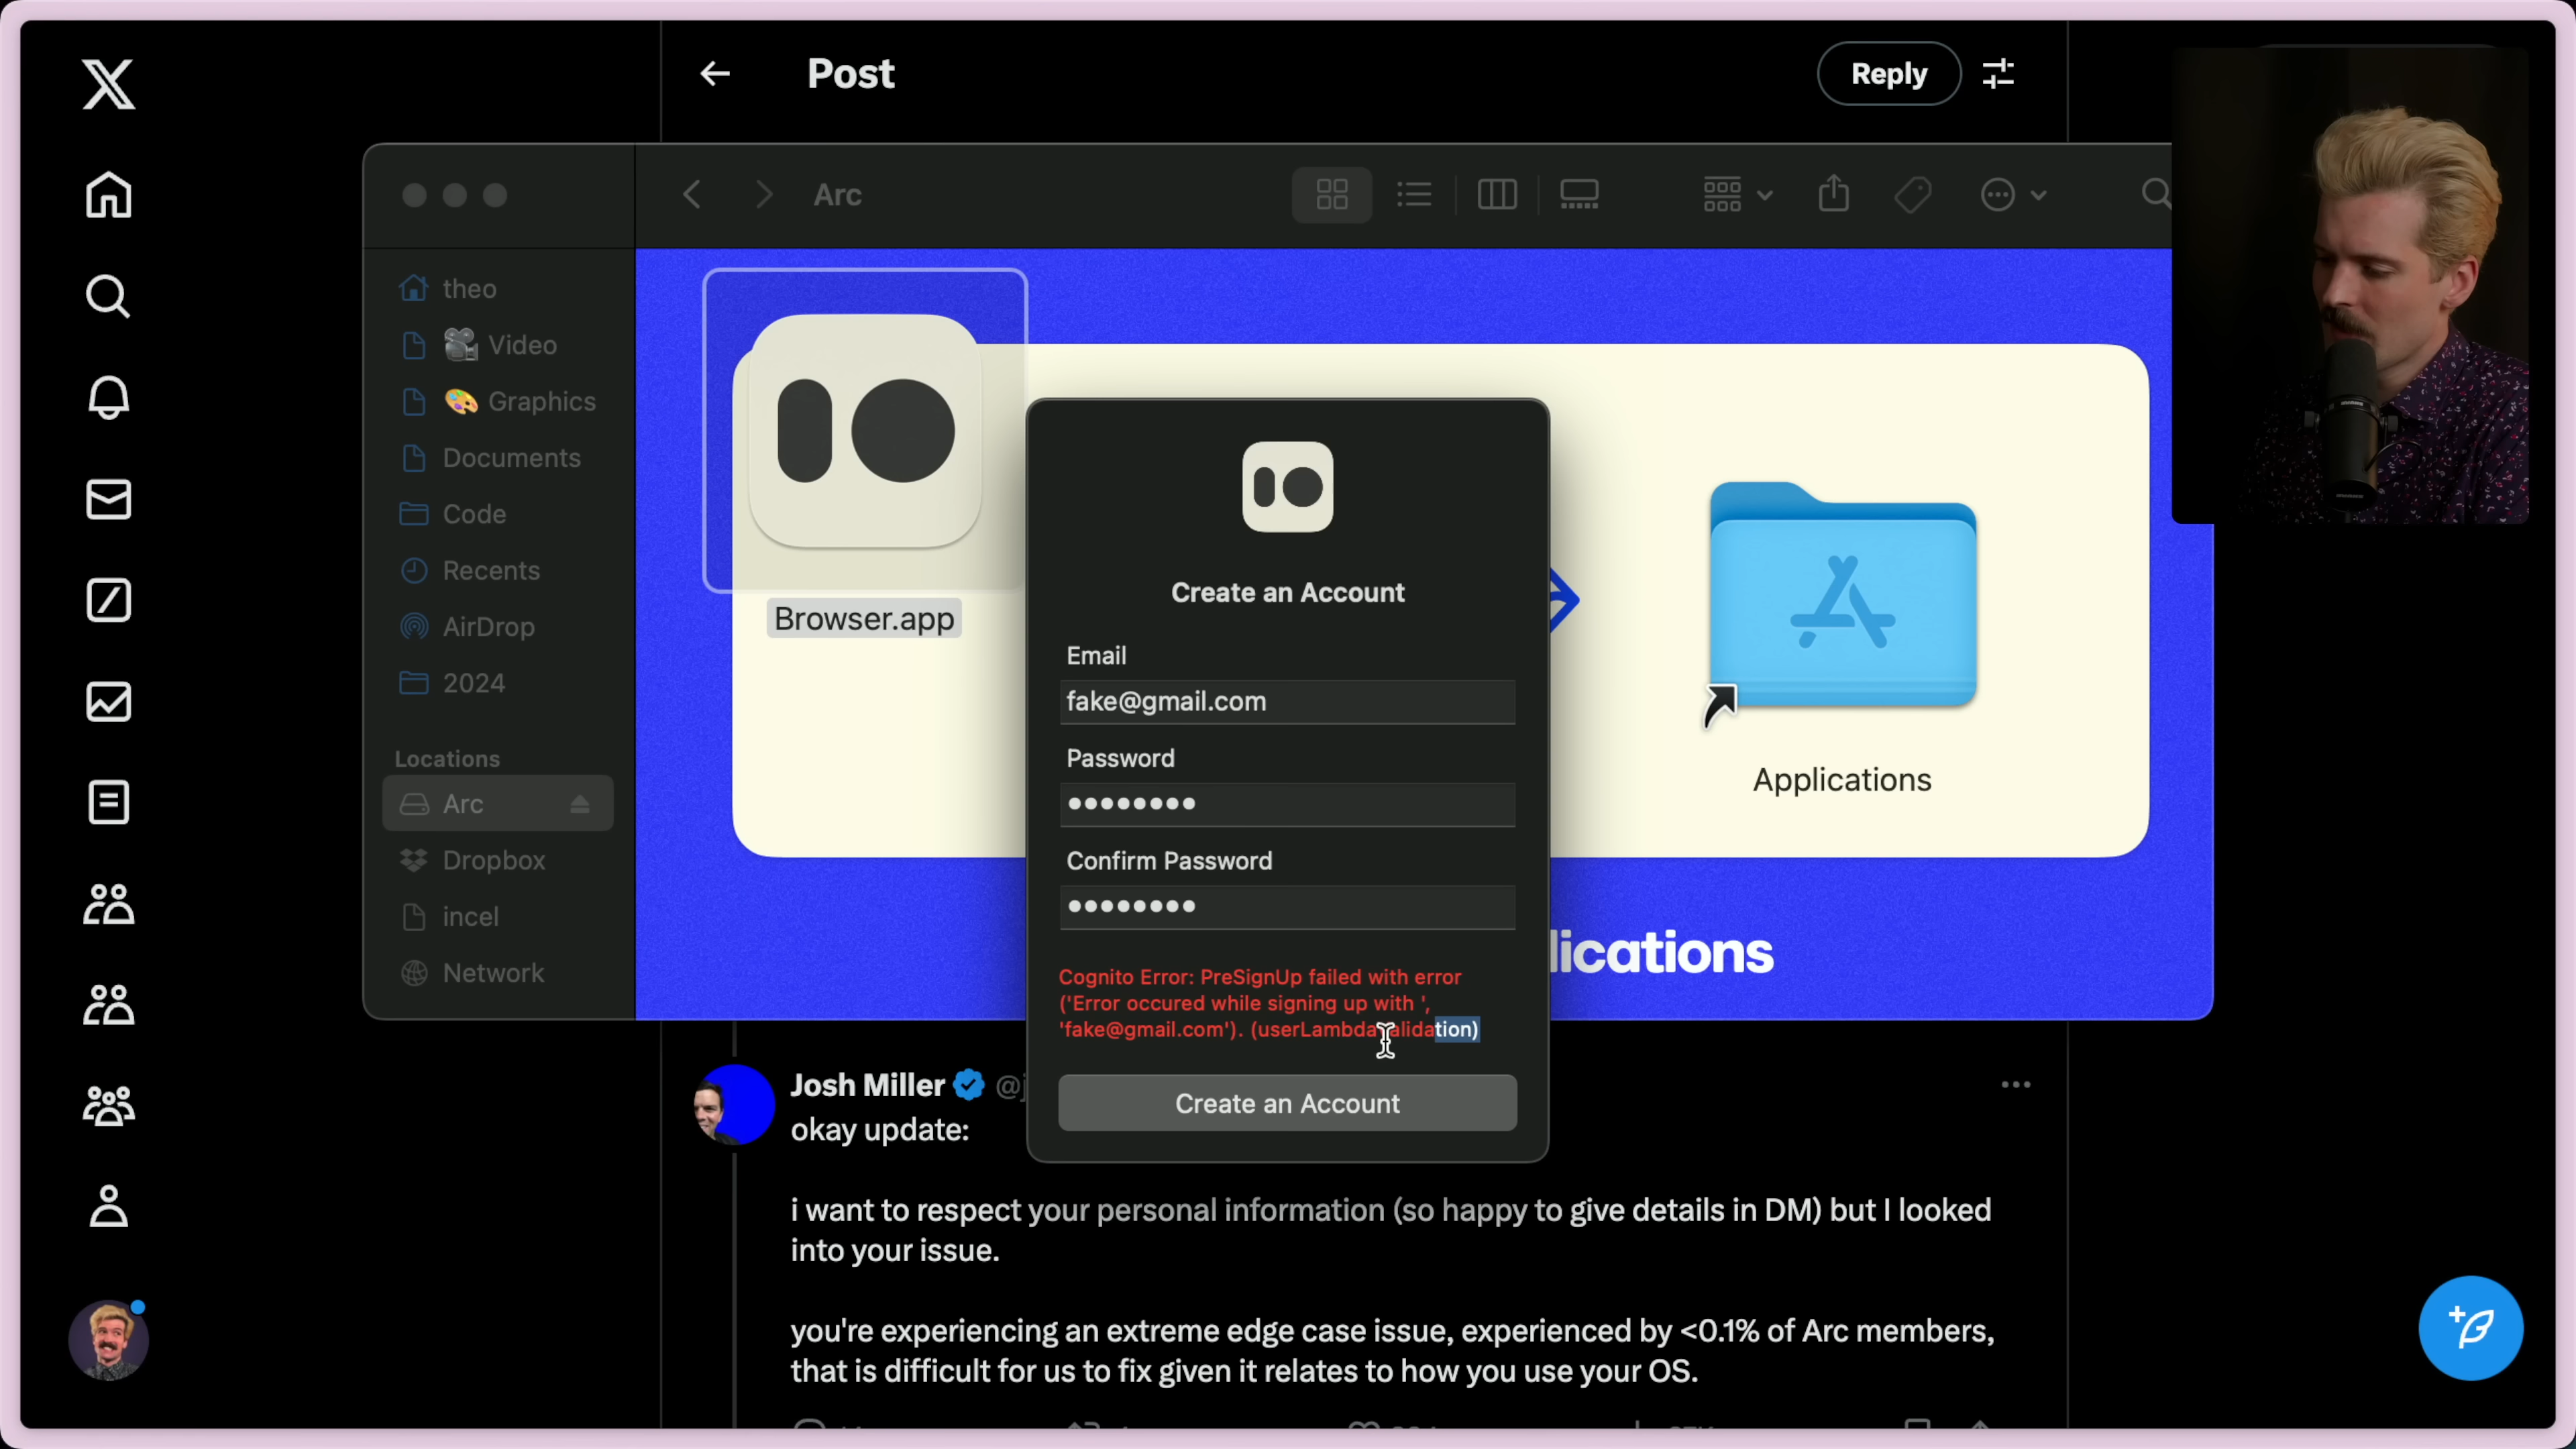 Post
Reply
Arc
theo
Video
Graphics
Documents
Code
Recents
AirDrop
2024
Locations
Arc
Dropbox
incel
Network
Browser.app
Applications
lications
Create an Account
Email
fake@gmail.com
Password
Confirm Password
Cognito Error: PreSignUp failed with error
('Error occured while signing up with ',
'fake@gmail.com'). (userLambdaValidation)
Create an Account
Josh Miller @j
okay update:
i want to respect your personal information (so happy to give details in DM) but I looked
into your issue.
you're experiencing an extreme edge case issue, experienced by <0.1% of Arc members,
that is difficult for us to fix given it relates to how you use your OS.